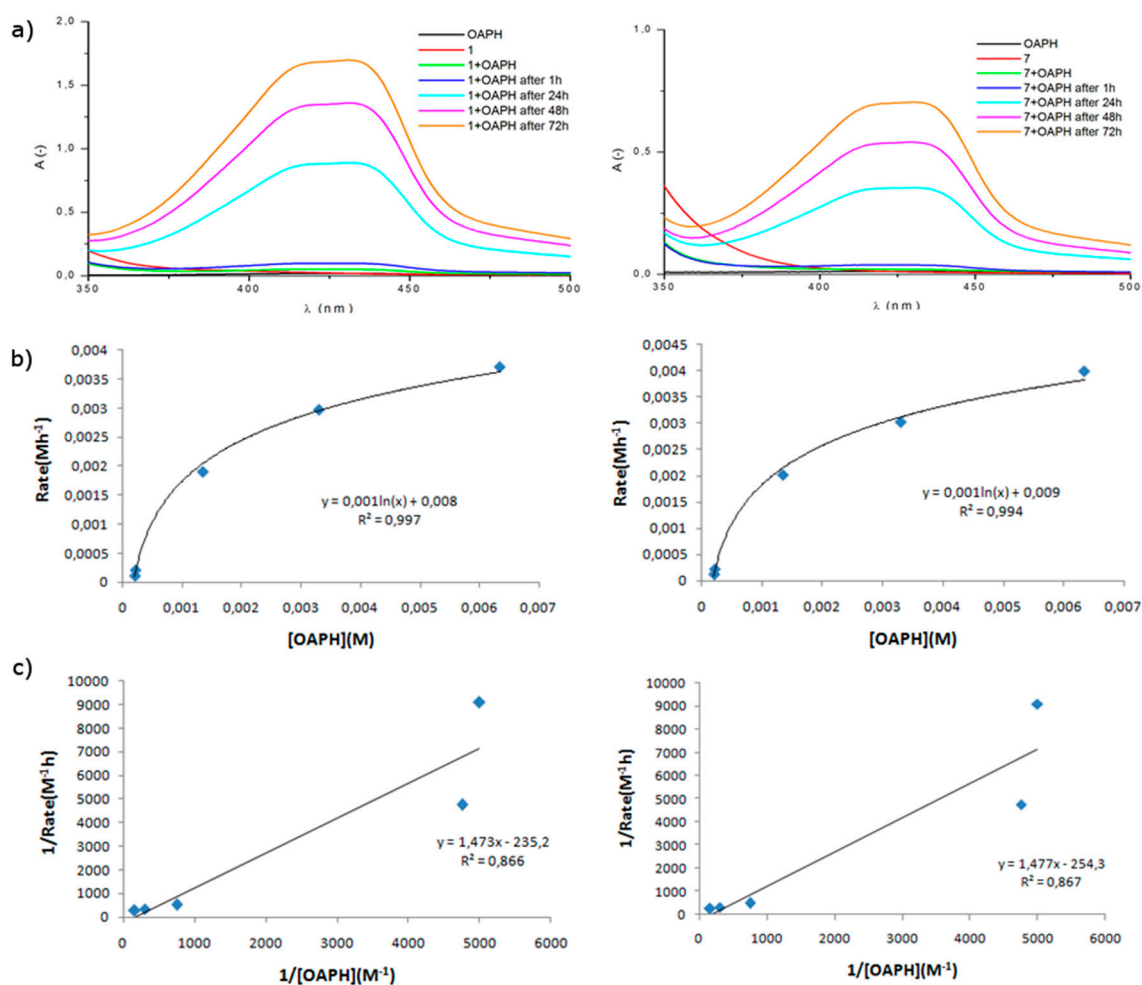 a)
2,0
1,5
1,0
0,5
0,0
A (-)
350
400
450
500
λ (nm)
OAPH
1
1+OAPH
1+OAPH after 1h
1+OAPH after 24h
1+OAPH after 48h
1+OAPH after 72h
1,0
0,5
0,0
A (-)
350
400
450
500
λ (nm)
OAPH
7
7+OAPH
7+OAPH after 1h
7+OAPH after 24h
7+OAPH after 48h
7+OAPH after 72h
b)
0,004
0,0035
0,003
0,0025
0,002
0,0015
0,001
0,0005
0
Rate(Mh-1)
y = 0,001ln(x) + 0,008
R² = 0,997
0
0,001
0,002
0,003
0,004
0,005
0,006
0,007
[OAPH](M)
0,0045
0,004
0,0035
0,003
0,0025
0,002
0,0015
0,001
0,0005
0
Rate(Mh-1)
y = 0,001ln(x) + 0,009
R² = 0,994
0
0,001
0,002
0,003
0,004
0,005
0,006
0,007
[OAPH](M)
c)
10000
9000
8000
7000
6000
5000
4000
3000
2000
1000
0
1/Rate(M-1h)
y = 1,473x - 235,2
R² = 0,866
0
1000
2000
3000
4000
5000
6000
1/[OAPH](M-1)
10000
9000
8000
7000
6000
5000
4000
3000
2000
1000
0
1/Rate(M-1h)
y = 1,477x - 254,3
R² = 0,867
0
1000
2000
3000
4000
5000
6000
1/[OAPH](M-1)